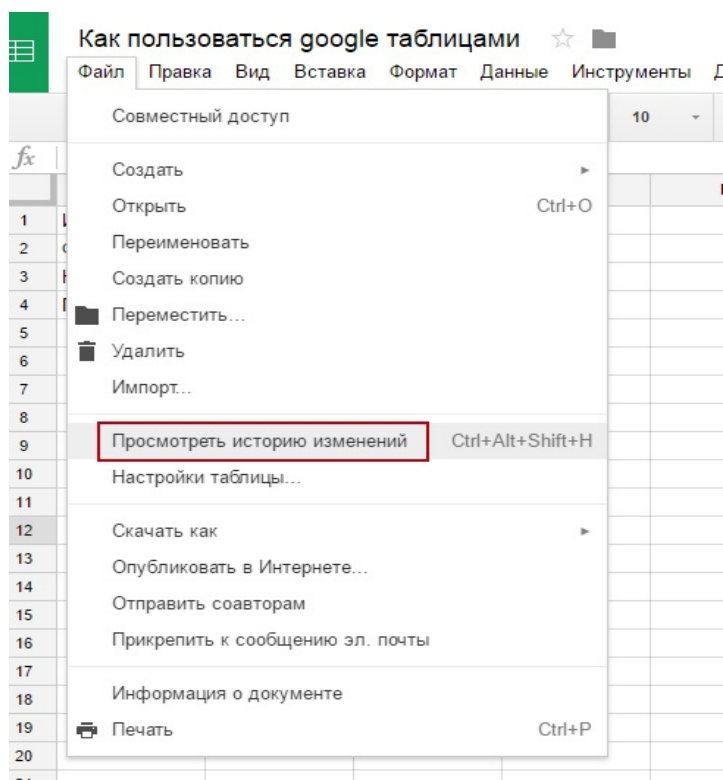 Как пользоваться google таблицами
Файл Правка Вид Вставка Формат Данные Инструменты
Совместный доступ
10
fx
Создать
Открыть Ctrl+O
1
Переименовать
2
Создать копию
3
4
Переместить...
5
Удалить
6
Импорт...
7
8
Просмотреть историю изменений Ctrl+Alt+Shift+H
9
Настройки таблицы...
10
11
Скачать как
12
Опубликовать в Интернете...
13
14
Отправить соавторам
15
Прикрепить к сообщению эл. почты
16
17
Информация о документе
18
Печать Ctrl+P
19
20